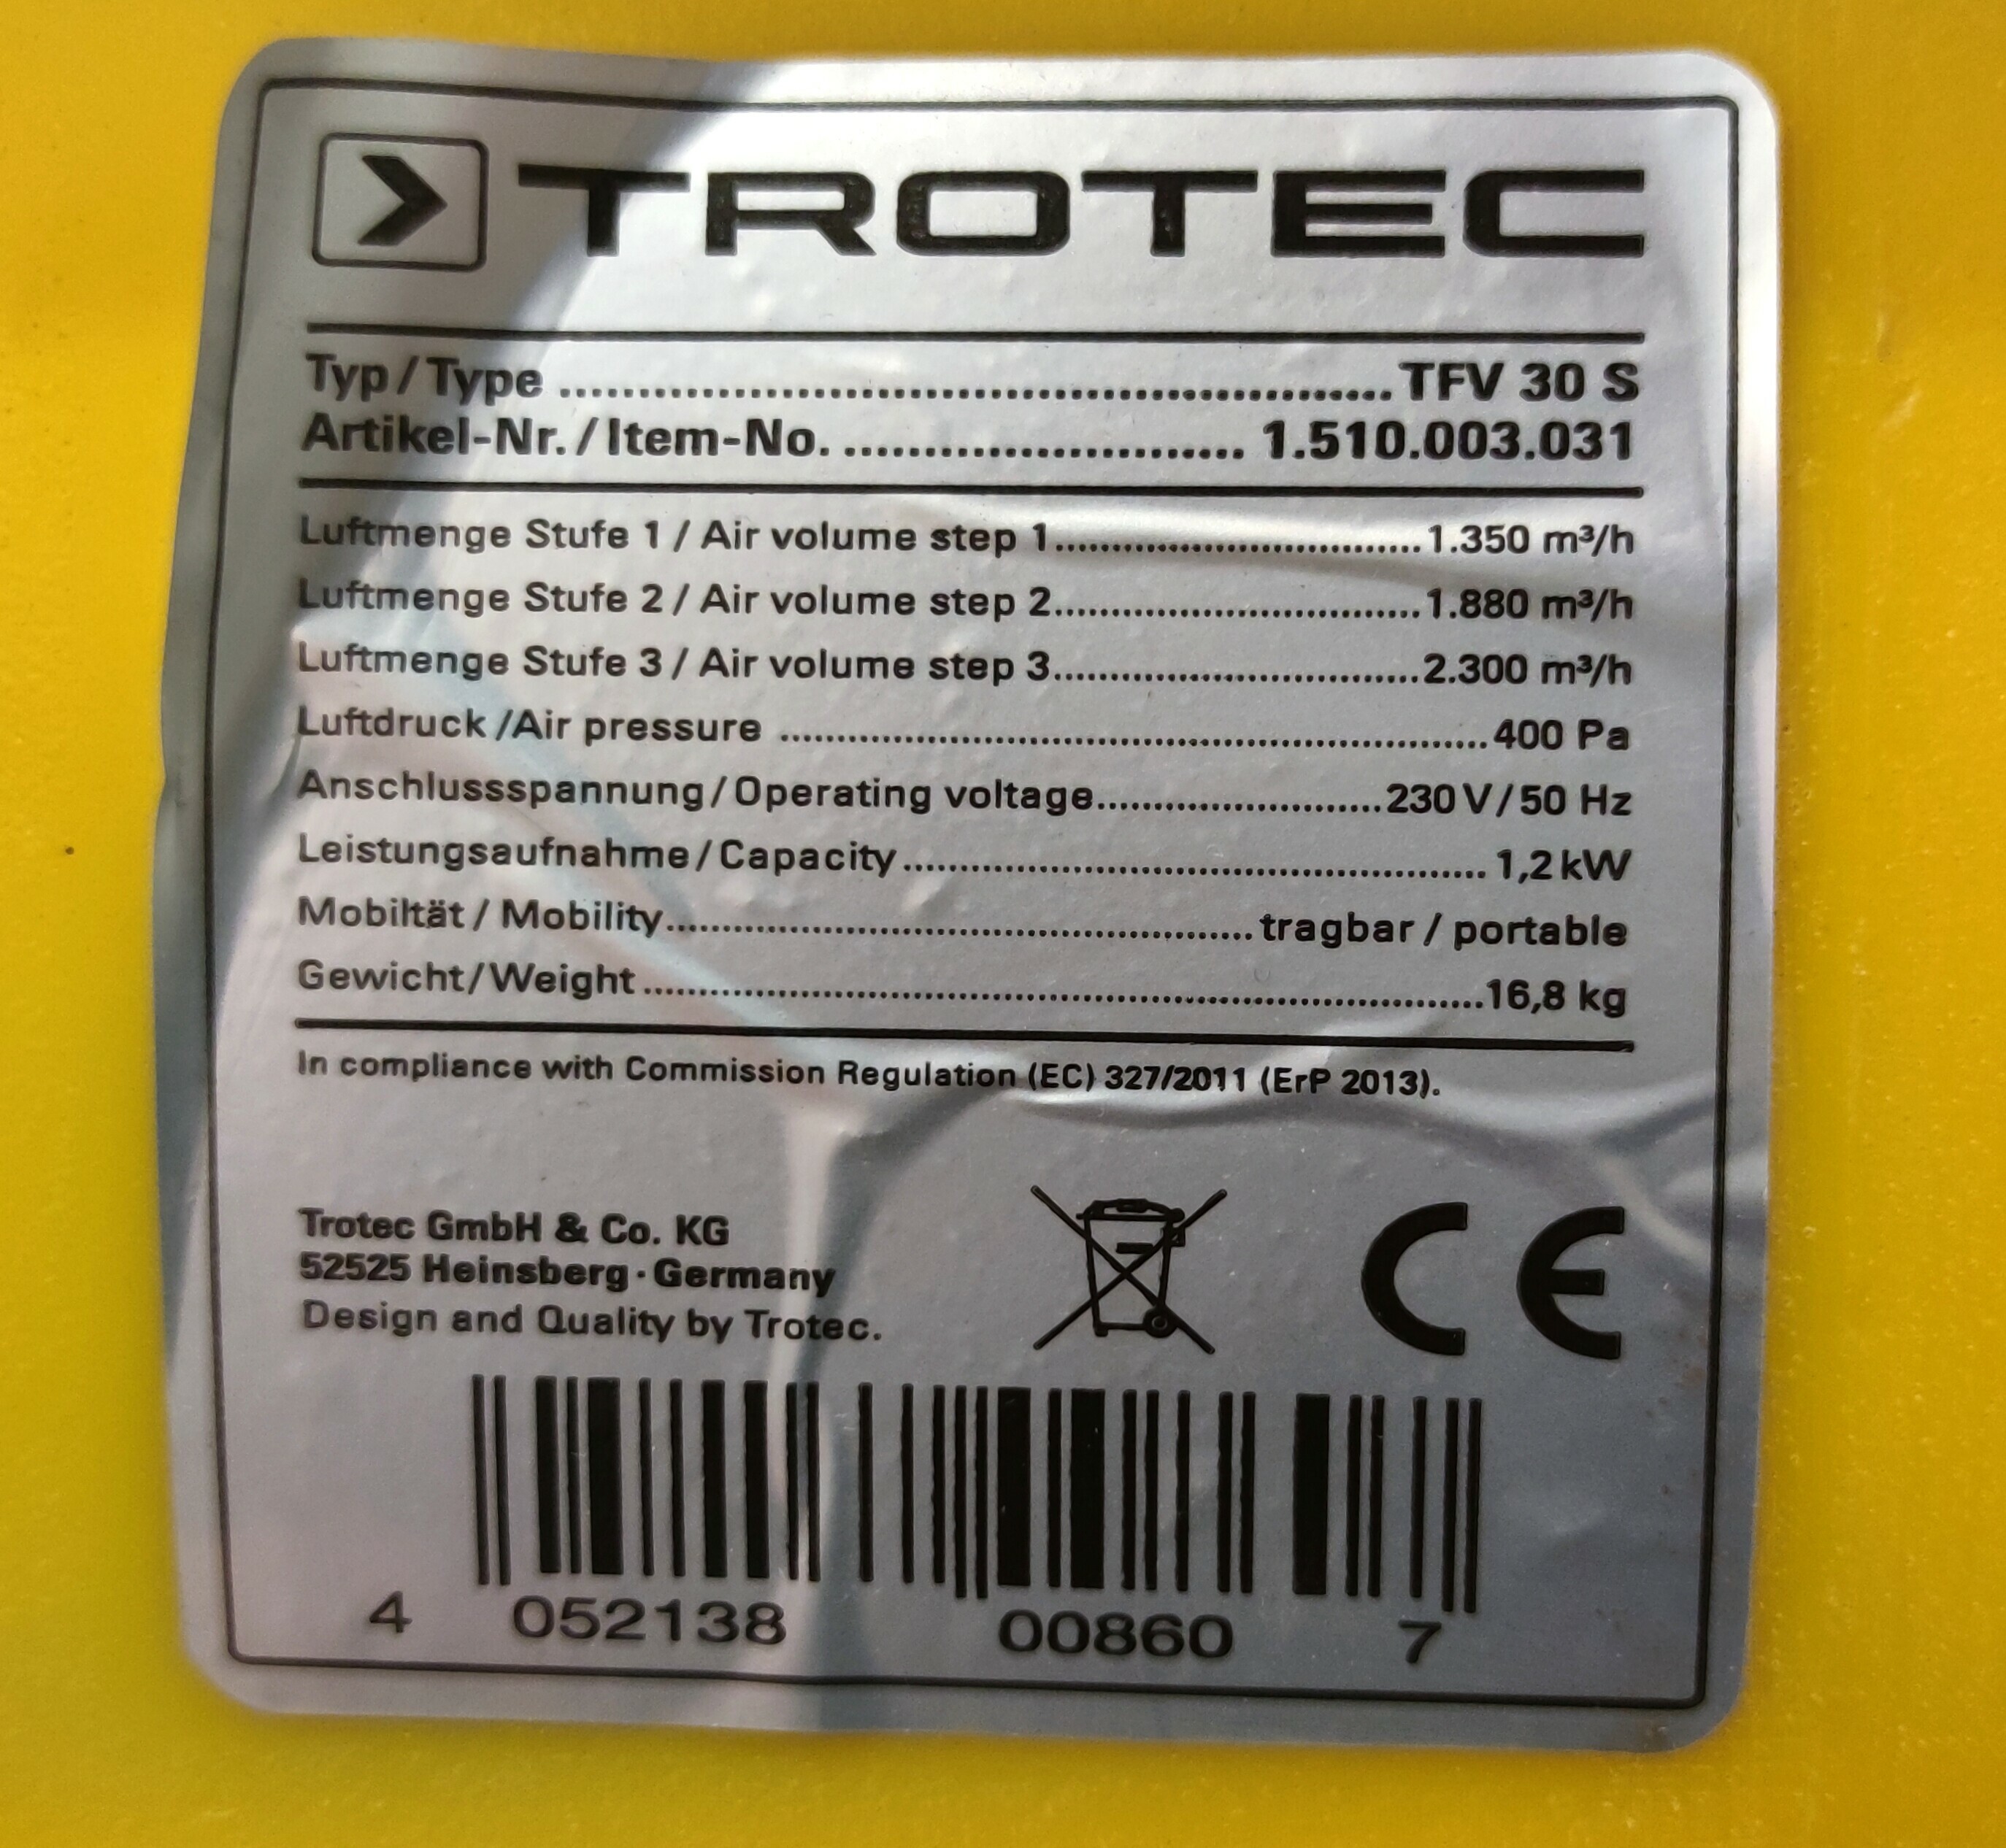 TROTEC
Typ / Type ........................................................ TFV 30 S
Artikel-Nr. / Item-No. .......................... 1.510.003.031
Luftmenge Stufe 1 / Air volume step 1................................1.350 m³/h
Luftmenge Stufe 2 / Air volume step 2................................1.880 m³/h
Luftmenge Stufe 3 / Air volume step 3................................2.300 m³/h
Luftdruck /Air pressure ..............................................................400 Pa
Anschlussspannung / Operating voltage.........................230 V / 50 Hz
Leistungsaufnahme / Capacity................................................... 1,2 kW
Mobiltät / Mobility....................................................tragbar / portable
Gewicht / Weight ..........................................................................16,8 kg
In compliance with Commission Regulation (EC) 327/2011 (ErP 2013).
Trotec GmbH & Co. KG
52525 Heinsberg · Germany
Design and Quality by Trotec.
CE
4 052138 00860 7